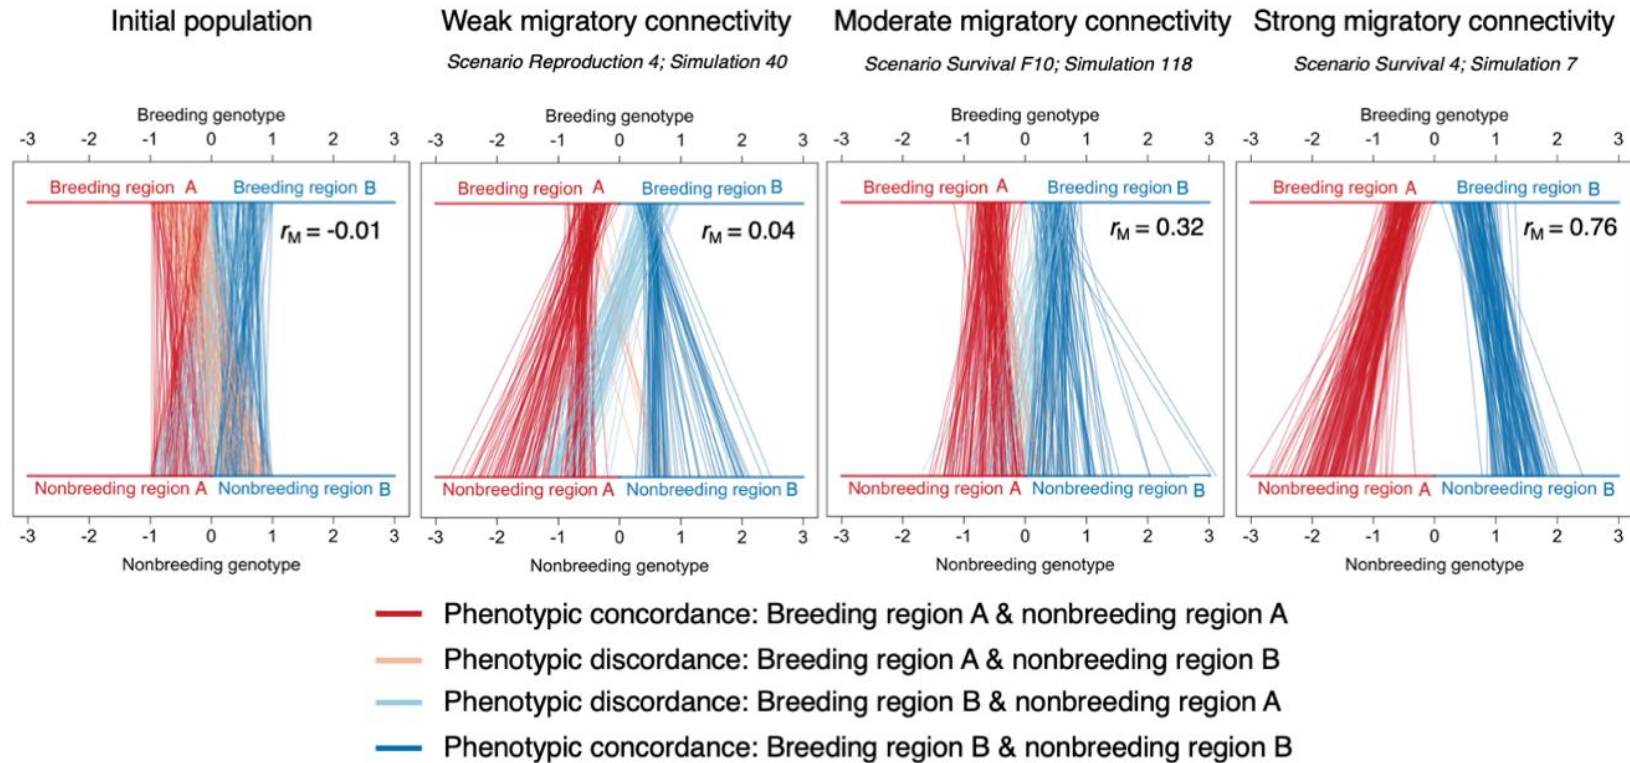 Initial population
Weak migratory connectivity
Scenario Reproduction 4; Simulation 40
Moderate migratory connectivity
Scenario Survival F10; Simulation 118
Strong migratory connectivity
Scenario Survival 4; Simulation 7
Breeding genotype
-3 -2 -1 0 1 2 3
Breeding region A Breeding region B
rM = -0.01
Nonbreeding region A Nonbreeding region B
-3 -2 -1 0 1 2 3
Nonbreeding genotype
Breeding genotype
-3 -2 -1 0 1 2 3
Breeding region A Breeding region B
rM = 0.04
Nonbreeding region A Nonbreeding region B
-3 -2 -1 0 1 2 3
Nonbreeding genotype
Breeding genotype
-3 -2 -1 0 1 2 3
Breeding region A Breeding region B
rM = 0.32
Nonbreeding region A Nonbreeding region B
-3 -2 -1 0 1 2 3
Nonbreeding genotype
Breeding genotype
-3 -2 -1 0 1 2 3
Breeding region A Breeding region B
rM = 0.76
Nonbreeding region A Nonbreeding region B
-3 -2 -1 0 1 2 3
Nonbreeding genotype
Phenotypic concordance: Breeding region A & nonbreeding region A
Phenotypic discordance: Breeding region A & nonbreeding region B
Phenotypic discordance: Breeding region B & nonbreeding region A
Phenotypic concordance: Breeding region B & nonbreeding region B